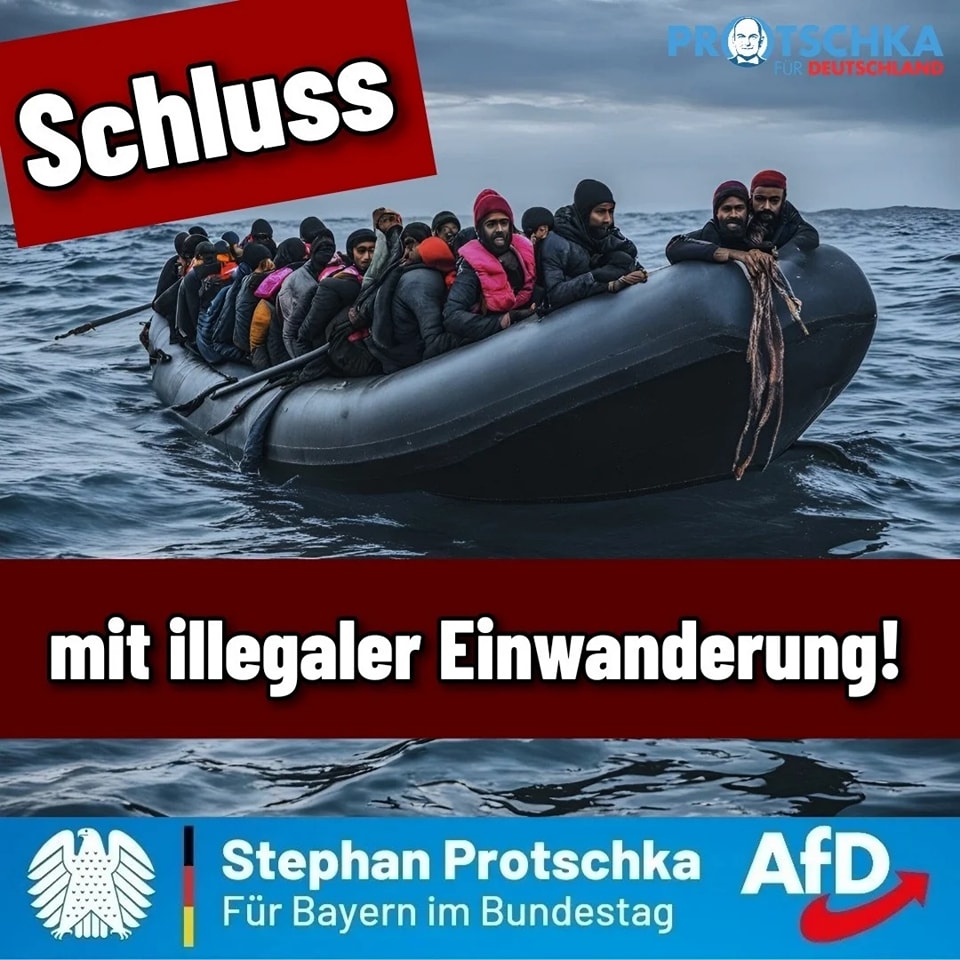 PROTSCHKA
FÜR DEUTSCHLAND
Schluss
mit illegaler Einwanderung!
Stephan Protschka
Für Bayern im Bundestag
AfD